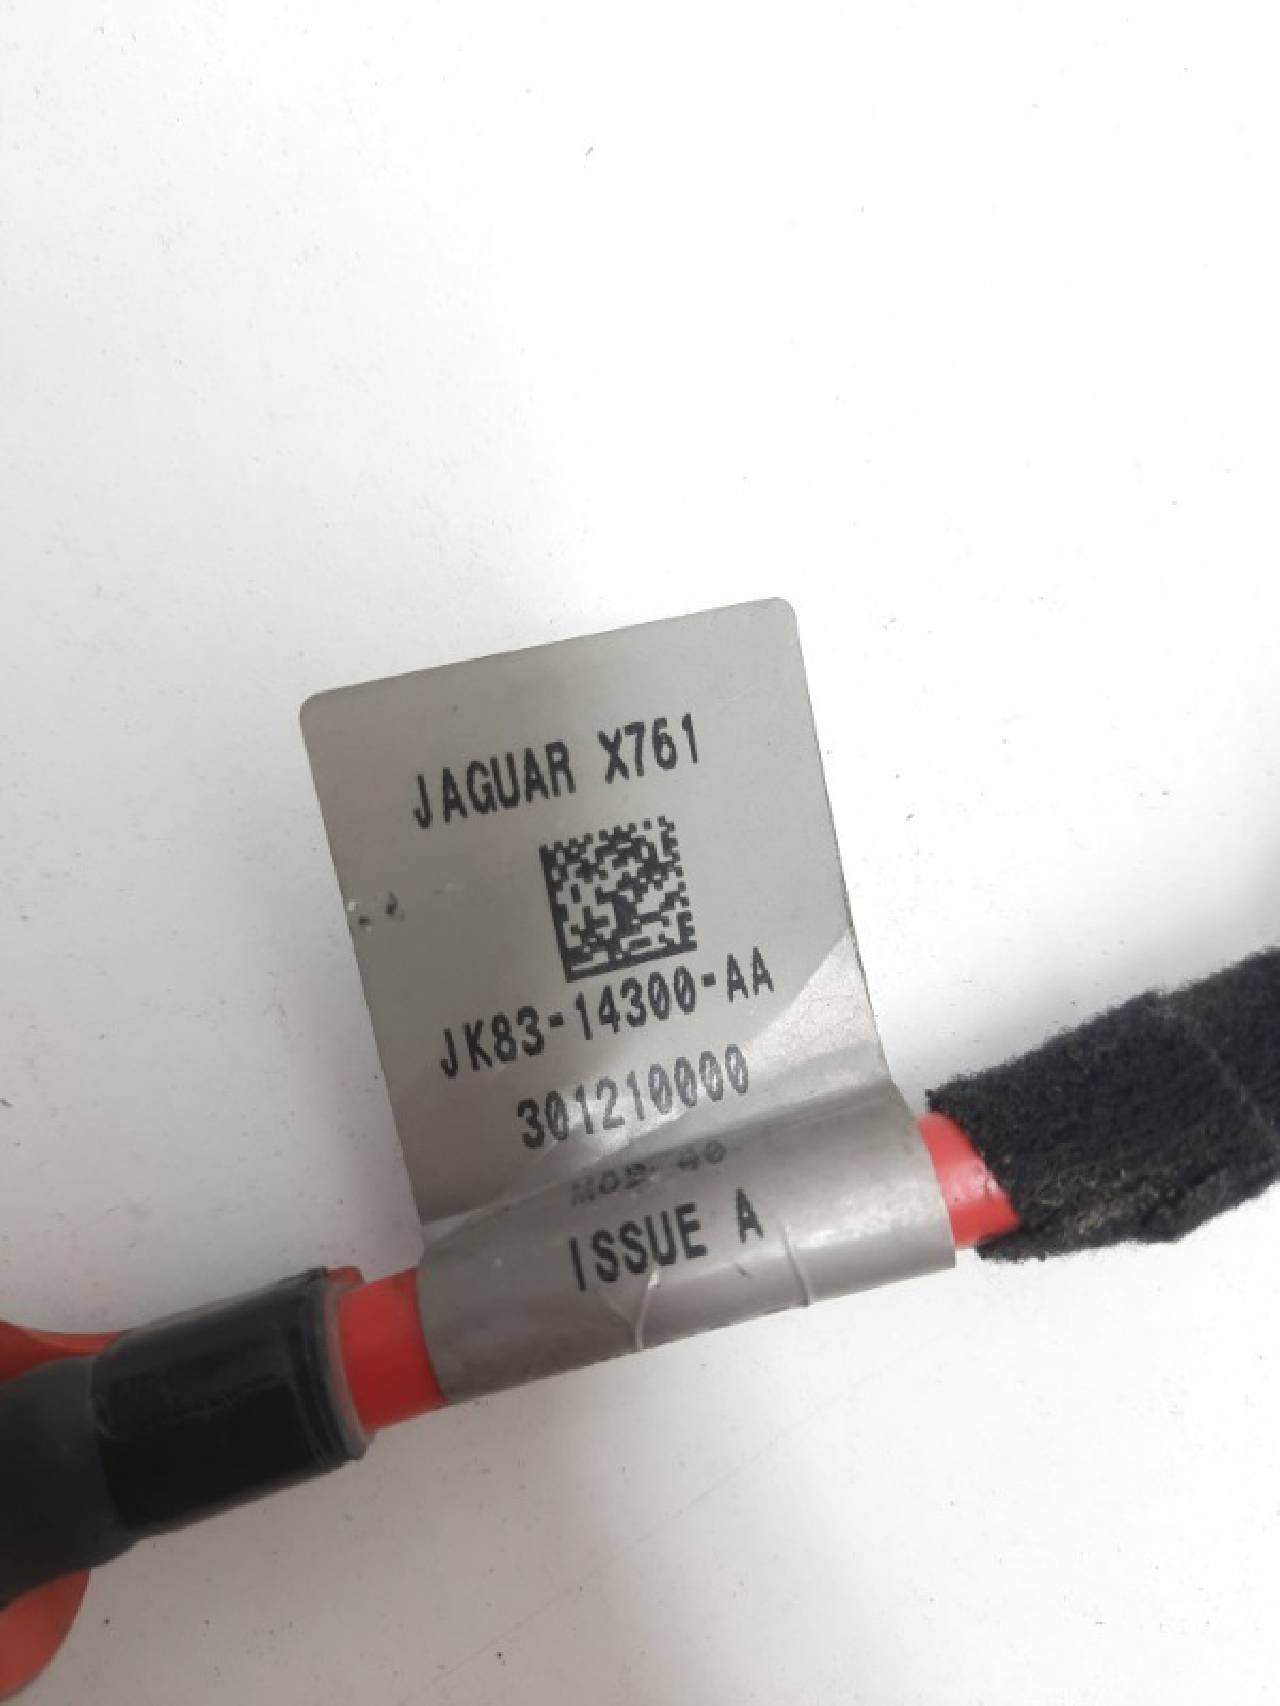 JAGUAR X761
JK83-14300-AA
301210000
ISSUE A